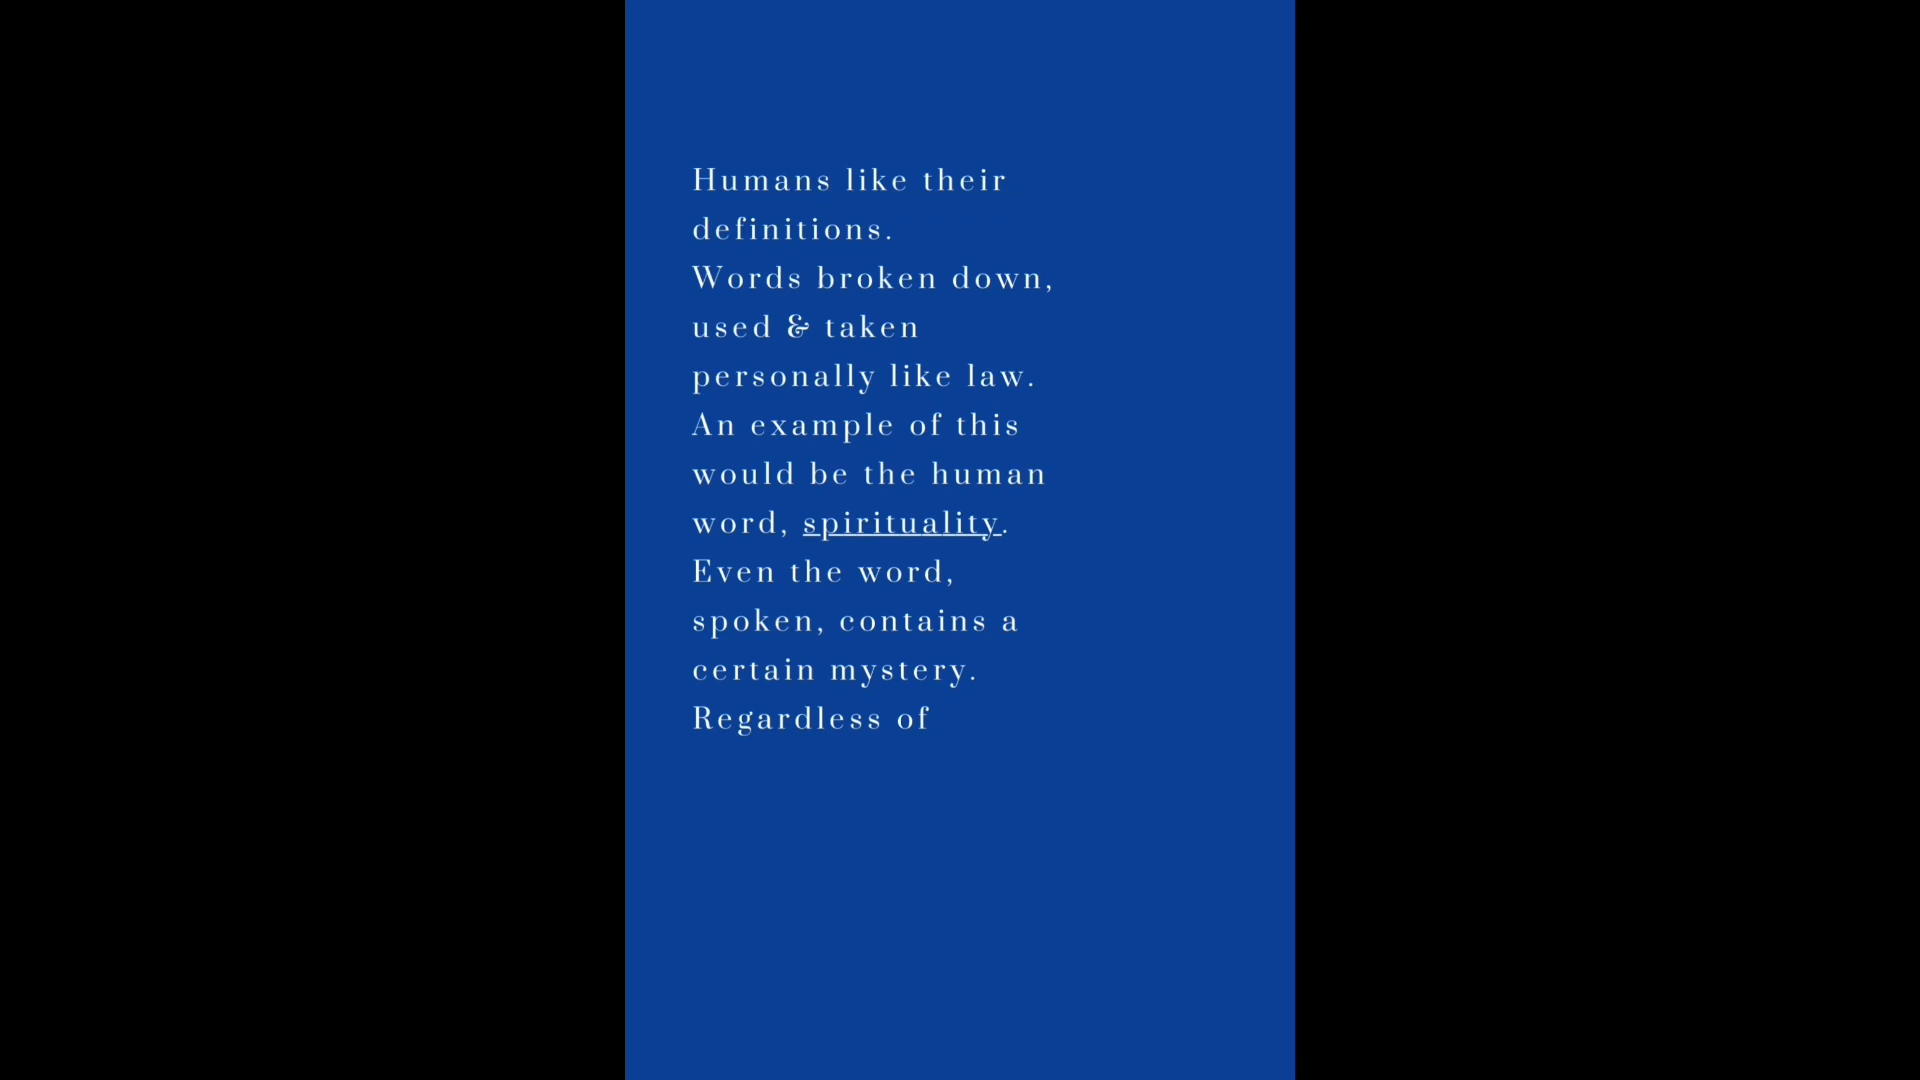 Humans like their
definitions.
Words broken down,
used & taken
personally like law.
An example of this
would be the human
word, spirituality.
Even the word,
spoken, contains a
certain mystery.
Regardless of